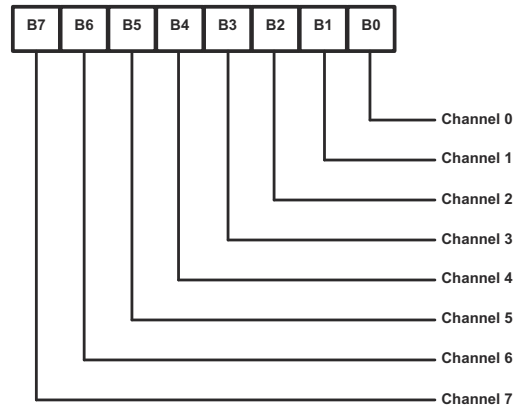 B7 B6 B5 B4 B3 B2 B1 B0
Channel 0
Channel 1
Channel 2
Channel 3
Channel 4
Channel 5
Channel 6
Channel 7